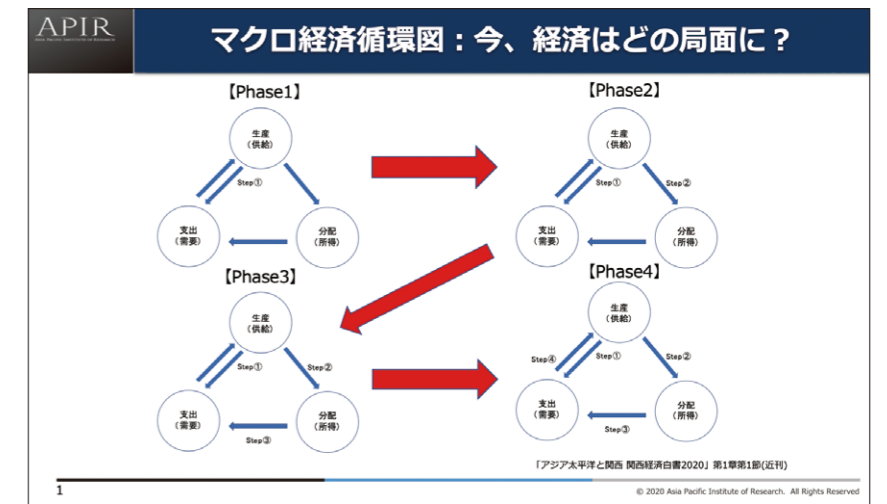 APIR
ASIA PACIFIC INSTITUTE OF RESEARCH
マクロ経済循環図：今、経済はどの局面に？
【Phase1】
生産
（供給）
Step①
支出
（需要）
分配
（所得）
【Phase2】
生産
（供給）
Step①
Step②
支出
（需要）
分配
（所得）
【Phase3】
生産
（供給）
Step①
Step②
支出
（需要）
分配
（所得）
Step③
【Phase4】
生産
（供給）
Step④
Step①
Step②
支出
（需要）
分配
（所得）
Step③
「アジア太平洋と関西 関西経済白書2020」第1章第1節(近刊)
1
© 2020 Asia Pacific Institute of Research. All Rights Reserved